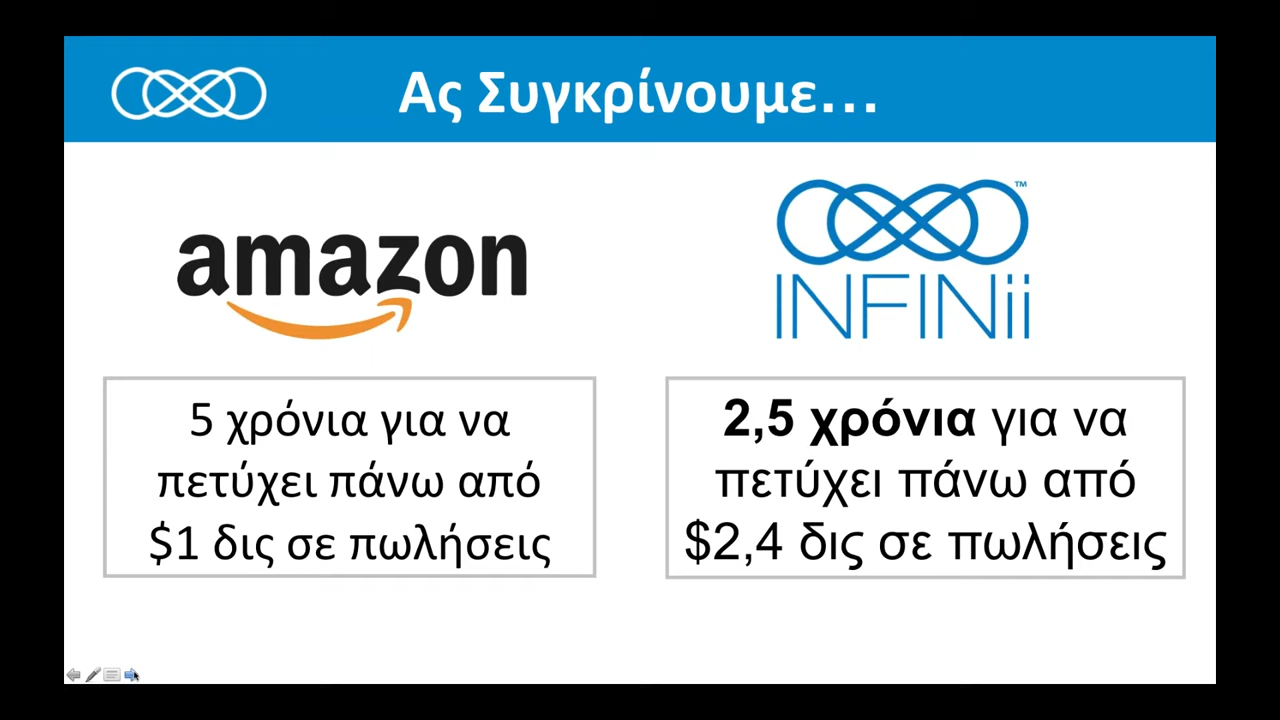 Ας Συγκρίνουμε...
amazon
INFINii™
5 χρόνια για να
πετύχει πάνω από
$1 δις σε πωλήσεις
2,5 χρόνια για να
πετύχει πάνω από
$2,4 δις σε πωλήσεις